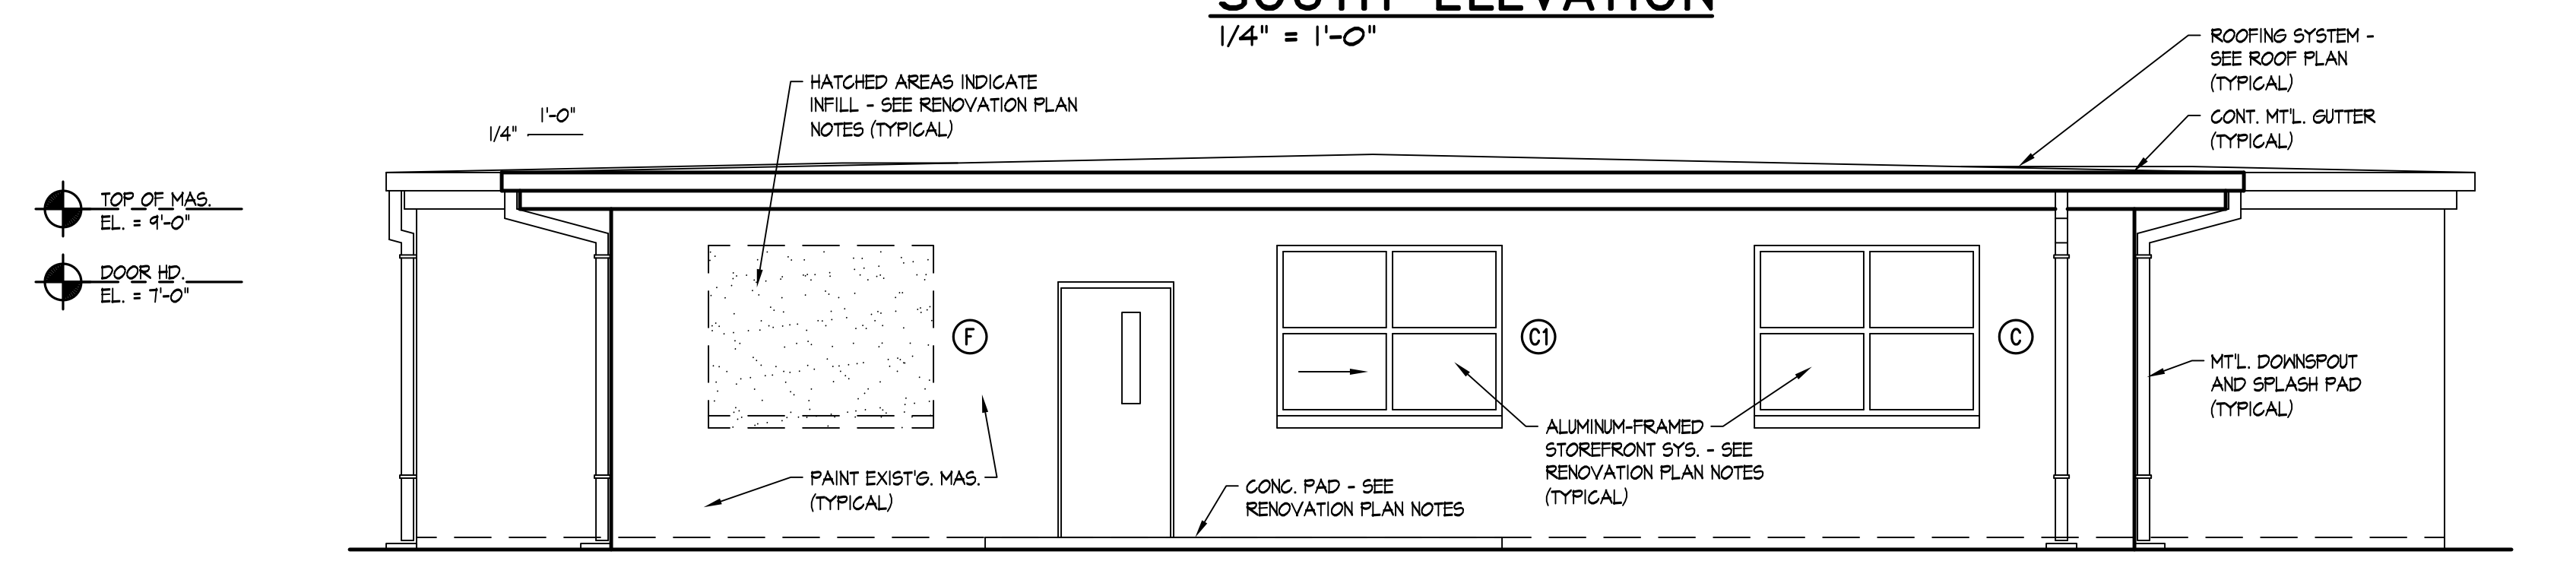 SOUTH ELEVATION
1/4" = 1'-0"
ROOFING SYSTEM -
SEE ROOF PLAN
(TYPICAL)
HATCHED AREAS INDICATE
INFILL - SEE RENOVATION PLAN
NOTES (TYPICAL)
1'-0"
1/4"
CONT. MT'L. GUTTER
(TYPICAL)
TOP OF MAS.
EL. = 9'-0"
DOOR HD.
EL. = 7'-0"
F
C1
C
MT'L. DOWNSPOUT
AND SPLASH PAD
(TYPICAL)
ALUMINUM-FRAMED
STOREFRONT SYS. - SEE
RENOVATION PLAN NOTES
(TYPICAL)
PAINT EXIST'G. MAS.
(TYPICAL)
CONC. PAD - SEE
RENOVATION PLAN NOTES